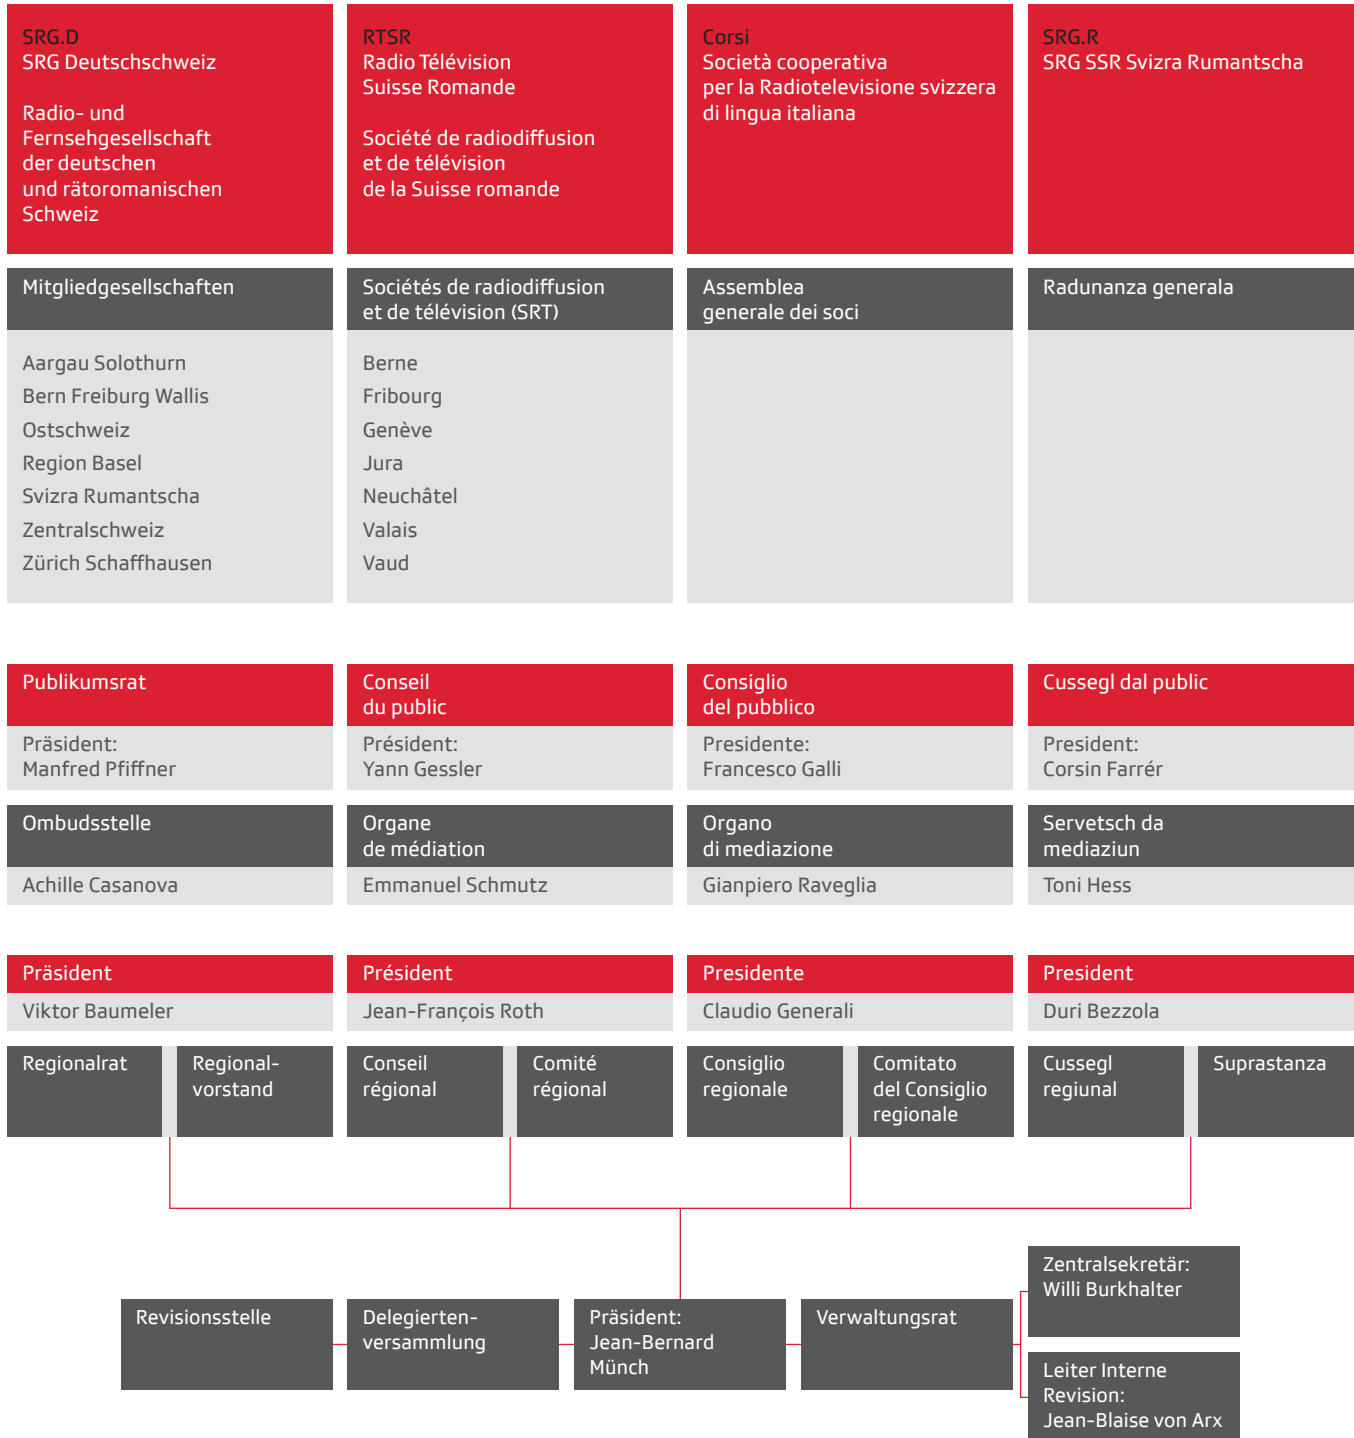 SRG.D
SRG Deutschschweiz
Radio- und
Fernsehgesellschaft
der deutschen
und rätoromanischen
Schweiz
RTSR
Radio Télévision
Suisse Romande
Société de radiodiffusion
et de télévision
de la Suisse romande
Corsi
Società cooperativa
per la Radiotelevisione svizzera
di lingua italiana
SRG.R
SRG SSR Svizra Rumantscha
Mitgliedgesellschaften
Sociétés de radiodiffusion
et de télévision (SRT)
Assemblea
generale dei soci
Radunanza generala
Aargau Solothurn
Bern Freiburg Wallis
Ostschweiz
Region Basel
Svizra Rumantscha
Zentralschweiz
Zürich Schaffhausen
Berne
Fribourg
Genève
Jura
Neuchâtel
Valais
Vaud
Publikumsrat
Conseil
du public
Consiglio
del pubblico
Cussegl dal public
Präsident:
Manfred Pfiffner
Président:
Yann Gessler
Presidente:
Francesco Galli
President:
Corsin Farrér
Ombudsstelle
Organe
de médiation
Organo
di mediazione
Servetsch da
mediaziun
Achille Casanova
Emmanuel Schmutz
Gianpiero Raveglia
Toni Hess
Präsident
Président
Presidente
President
Viktor Baumeler
Jean-François Roth
Claudio Generali
Duri Bezzola
Regionalrat
Regional-
vorstand
Conseil
régional
Comité
régional
Consiglio
regionale
Comitato
del Consiglio
regionale
Cussegl
regiunal
Suprastanza
Revisionsstelle
Delegierten-
versammlung
Präsident:
Jean-Bernard
Münch
Verwaltungsrat
Zentralsekretär:
Willi Burkhalter
Leiter Interne
Revision:
Jean-Blaise von Arx